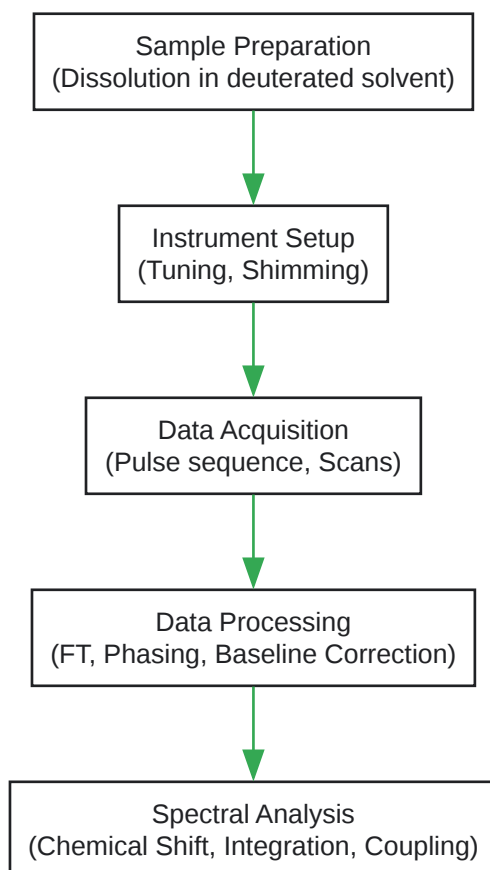 Sample Preparation
(Dissolution in deuterated solvent)
Instrument Setup
(Tuning, Shimming)
Data Acquisition
(Pulse sequence, Scans)
Data Processing
(FT, Phasing, Baseline Correction)
Spectral Analysis
(Chemical Shift, Integration, Coupling)